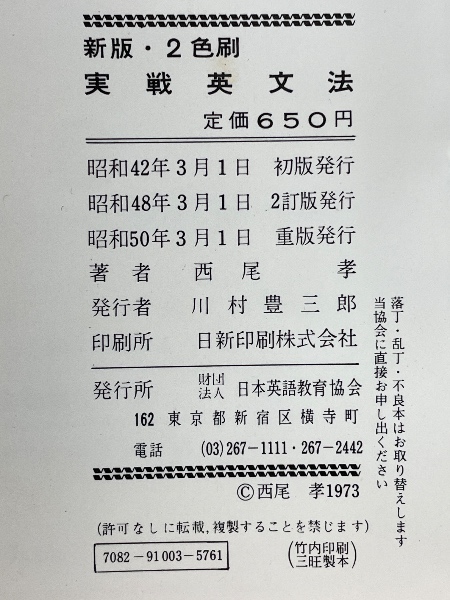 新版・2色刷
実戦英文法
定価650円
昭和42年3月1日 初版発行
昭和48年3月1日 2訂版発行
昭和50年3月1日 重版発行
著者 西尾 孝
発行者 川村豊三郎
印刷所 日新印刷株式会社
発行所 財団法人 日本英語教育協会
162 東京都新宿区横寺町
電話 (03)267-1111・267-2442
©西尾 孝1973
(許可なしに転載,複製することを禁じます)
7082-91003-5761
(竹内印刷
三旺製本)
落丁・乱丁・不良本はお取り替えします
当協会に直接お申し出ください